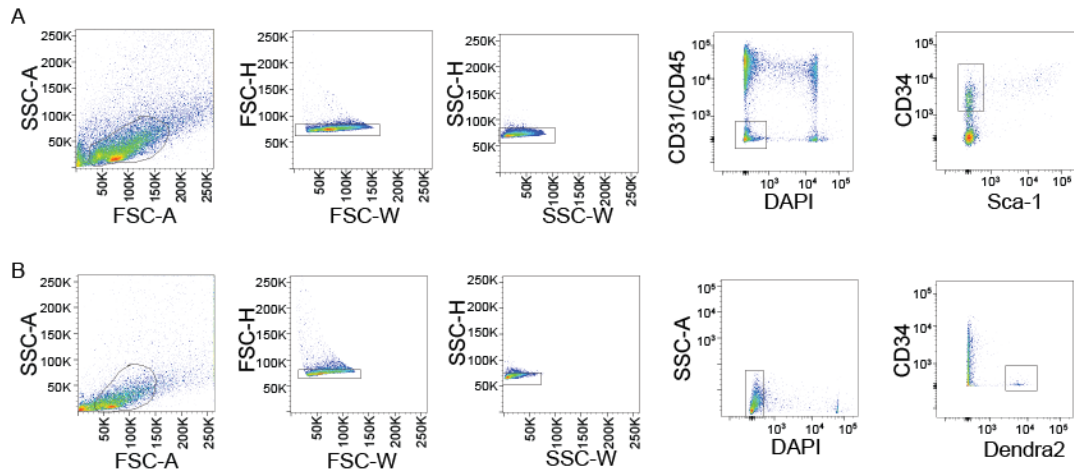 A
SSC-A
250K
200K
150K
100K
50K
50K
100K
150K
200K
250K
FSC-A
FSC-H
250K
200K
150K
100K
50K
50K
100K
150K
200K
250K
FSC-W
SSC-H
250K
200K
150K
100K
50K
50K
100K
150K
200K
250K
SSC-W
CD31/CD45
10⁵
10⁴
10³
10³
10⁴
10⁵
DAPI
CD34
10⁵
10⁴
10³
10³
10⁴
10⁵
Sca-1
B
SSC-A
250K
200K
150K
100K
50K
50K
100K
150K
200K
250K
FSC-A
FSC-H
250K
200K
150K
100K
50K
50K
100K
150K
200K
250K
FSC-W
SSC-H
250K
200K
150K
100K
50K
50K
100K
150K
200K
250K
SSC-W
SSC-A
10⁵
10⁴
10³
10³
10⁴
10⁵
DAPI
CD34
10⁵
10⁴
10³
10³
10⁴
10⁵
Dendra2